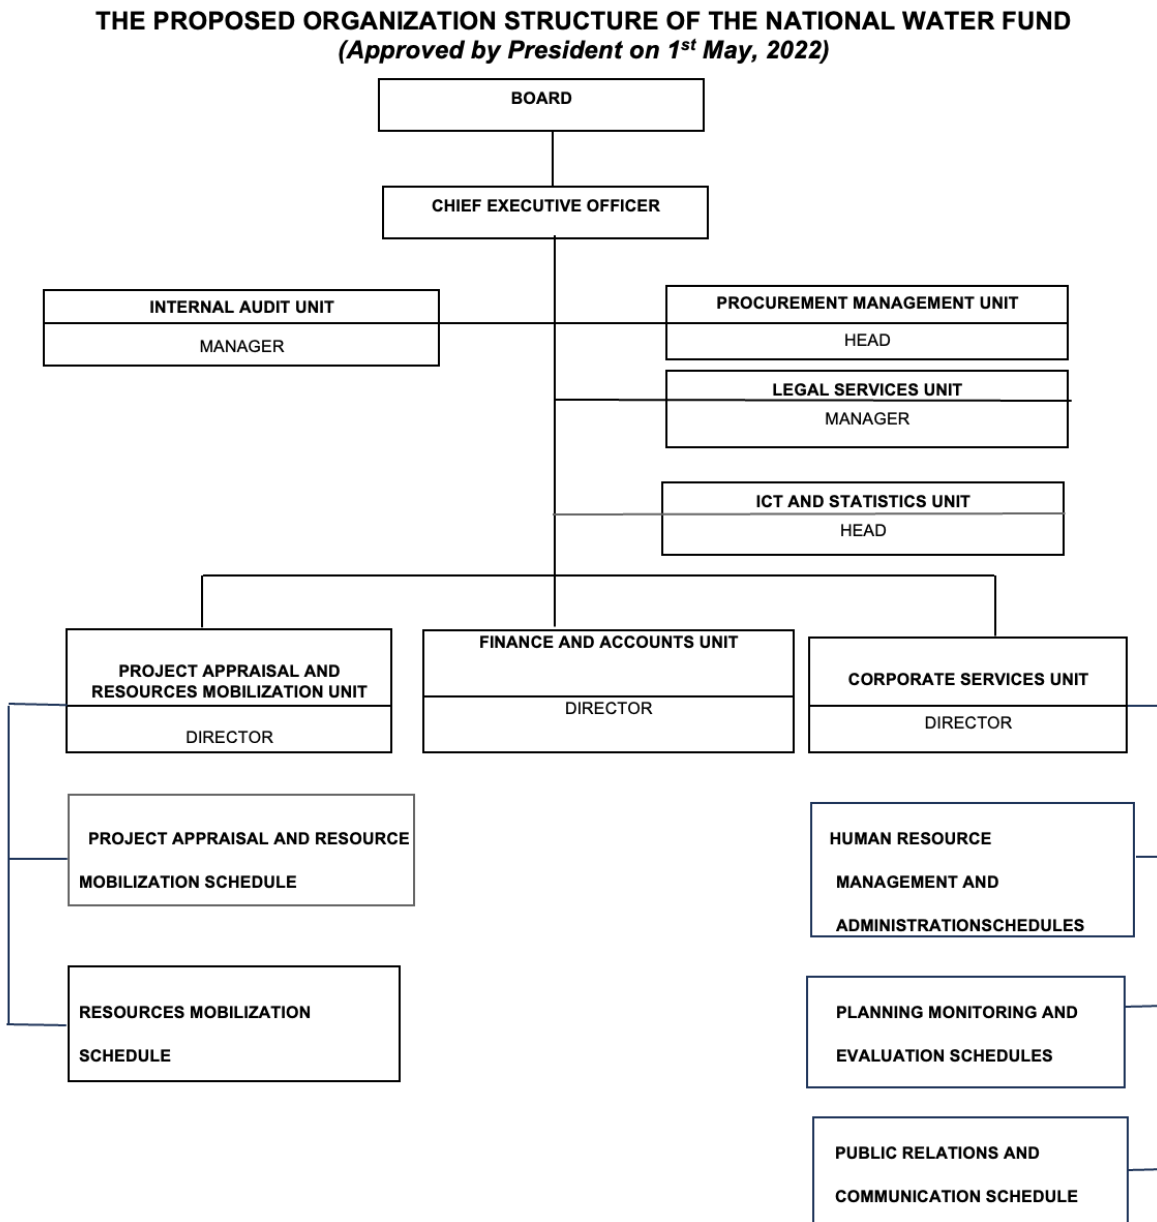 THE PROPOSED ORGANIZATION STRUCTURE OF THE NATIONAL WATER FUND
(Approved by President on 1st May, 2022)
BOARD
CHIEF EXECUTIVE OFFICER
INTERNAL AUDIT UNIT
MANAGER
PROCUREMENT MANAGEMENT UNIT
HEAD
LEGAL SERVICES UNIT
MANAGER
ICT AND STATISTICS UNIT
HEAD
PROJECT APPRAISAL AND
RESOURCES MOBILIZATION UNIT
DIRECTOR
FINANCE AND ACCOUNTS UNIT
DIRECTOR
CORPORATE SERVICES UNIT
DIRECTOR
PROJECT APPRAISAL AND RESOURCE
MOBILIZATION SCHEDULE
RESOURCES MOBILIZATION
SCHEDULE
HUMAN RESOURCE
MANAGEMENT AND
ADMINISTRATIONSCHEDULES
PLANNING MONITORING AND
EVALUATION SCHEDULES
PUBLIC RELATIONS AND
COMMUNICATION SCHEDULE